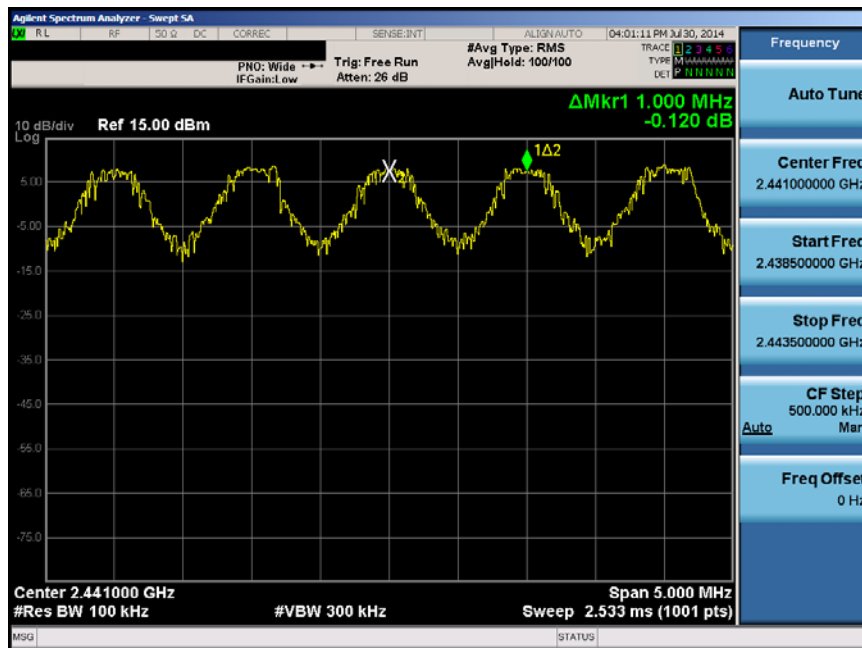 Agilent Spectrum Analyzer - Swept SA
RL RF 50 Ω DC CORREC SENSE:INT ALIGN AUTO 04:01:11 PM Jul 30, 2014
PNO: Wide
IFGain:Low
Trig: Free Run
Atten: 26 dB
#Avg Type: RMS
Avg|Hold: 100/100
TRACE 1 2 3 4 5 6
TYPE M
DET P N N N N N
ΔMkr1 1.000 MHz
-0.120 dB
10 dB/div Ref 15.00 dBm
Log
1Δ2
5.00
-5.00
-15.0
-25.0
-35.0
-45.0
-55.0
-65.0
-75.0
Center 2.441000 GHz Span 5.000 MHz
#Res BW 100 kHz #VBW 300 kHz Sweep 2.533 ms (1001 pts)
MSG STATUS
Frequency
Auto Tune
Center Freq
2.441000000 GHz
Start Freq
2.438500000 GHz
Stop Freq
2.443500000 GHz
CF Step
500.000 kHz
Auto Man
Freq Offset
0 Hz